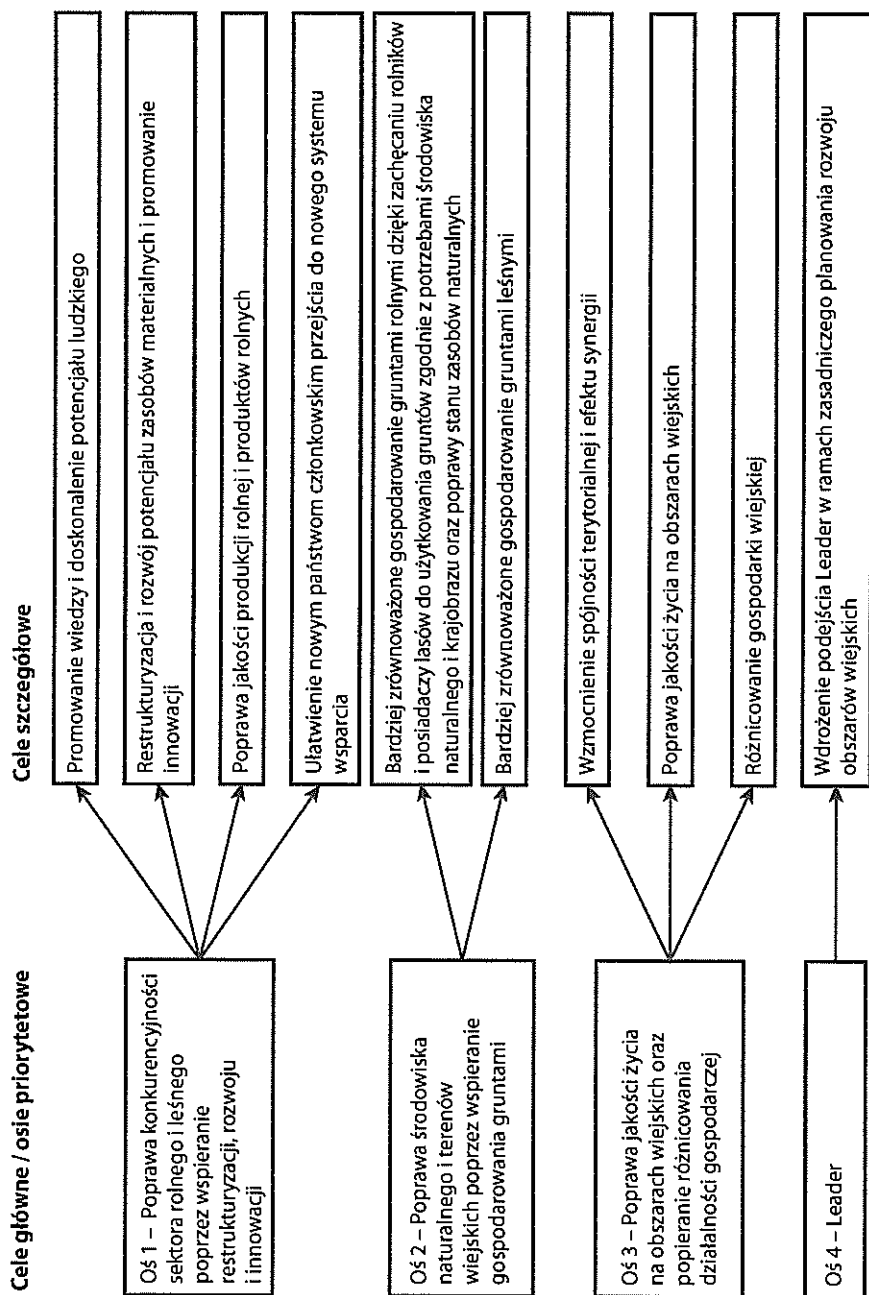 Cele główne / osie priorytetowe
Cele szczegółowe
Oś 1 – Poprawa konkurencyjności
sektora rolnego i leśnego
poprzez wspieranie
restrukturyzacji, rozwoju
i innowacji
Promowanie wiedzy i doskonalenie potencjału ludzkiego
Restrukturyzacja i rozwój potencjału zasobów materialnych i promowanie
innowacji
Poprawa jakości produkcji rolnej i produktów rolnych
Ułatwienie nowym państwom członkowskim przejścia do nowego systemu
wsparcia
Oś 2 – Poprawa środowiska
naturalnego i terenów
wiejskich poprzez wspieranie
gospodarowania gruntami
Bardziej zrównoważone gospodarowanie gruntami rolnymi dzięki zachęcaniu rolników
i posiadaczy lasów do użytkowania gruntów zgodnie z potrzebami środowiska
naturalnego i krajobrazu oraz poprawy stanu zasobów naturalnych
Bardziej zrównoważone gospodarowanie gruntami leśnymi
Oś 3 – Poprawa jakości życia
na obszarach wiejskich oraz
popieranie różnicowania
działalności gospodarczej
Wzmocnienie spójności terytorialnej i efektu synergii
Poprawa jakości życia na obszarach wiejskich
Różnicowanie gospodarki wiejskiej
Oś 4 – Leader
Wdrożenie podejścia Leader w ramach zasadniczego planowania rozwoju
obszarów wiejskich